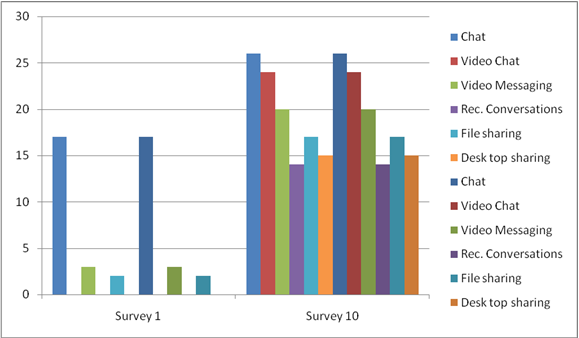 30
25
20
15
10
5
0
Survey 1
Survey 10
Chat
Video Chat
Video Messaging
Rec. Conversations
File sharing
Desk top sharing
Chat
Video Chat
Video Messaging
Rec. Conversations
File sharing
Desk top sharing